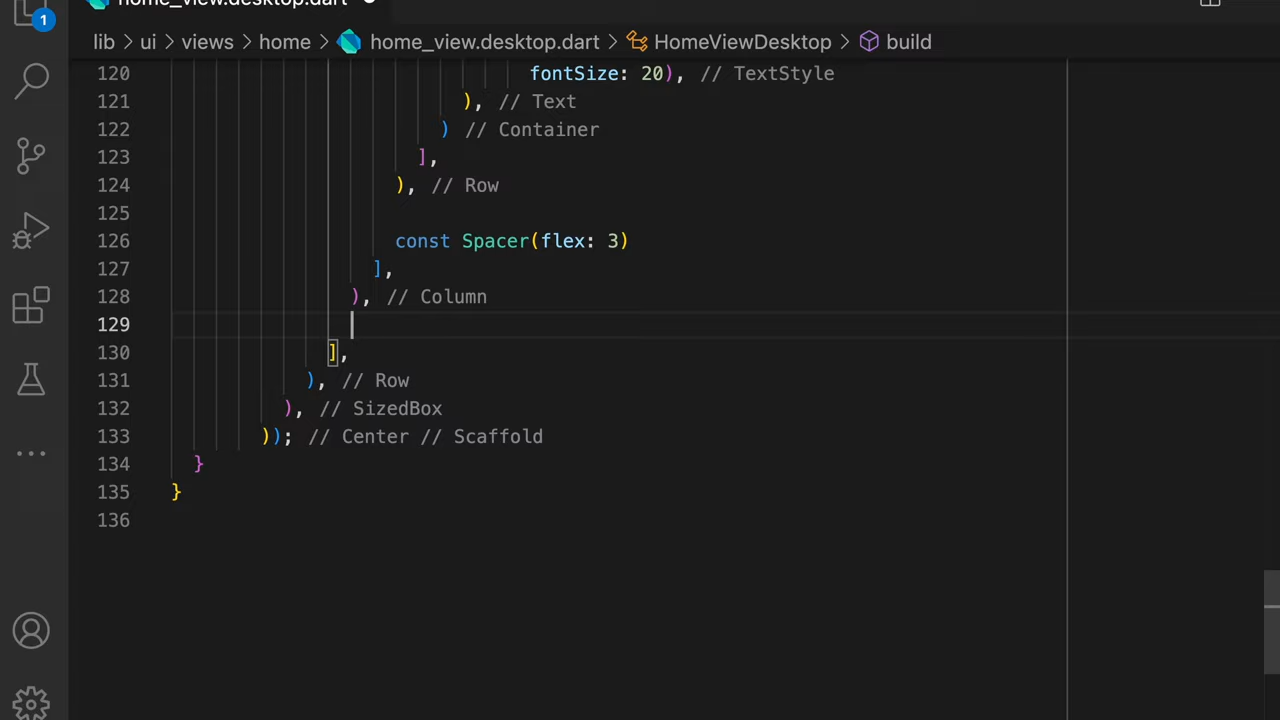 home_view.desktop.dart
1
lib > ui > views > home > home_view.desktop.dart > HomeViewDesktop > build
120 fontSize: 20), // TextStyle
121 ), // Text
122 ) // Container
123 ],
124 ), // Row
125
126 const Spacer(flex: 3)
127 ],
128 ), // Column
129
130 ],
131 ), // Row
132 ), // SizedBox
133 )); // Center // Scaffold
134 }
135 }
136